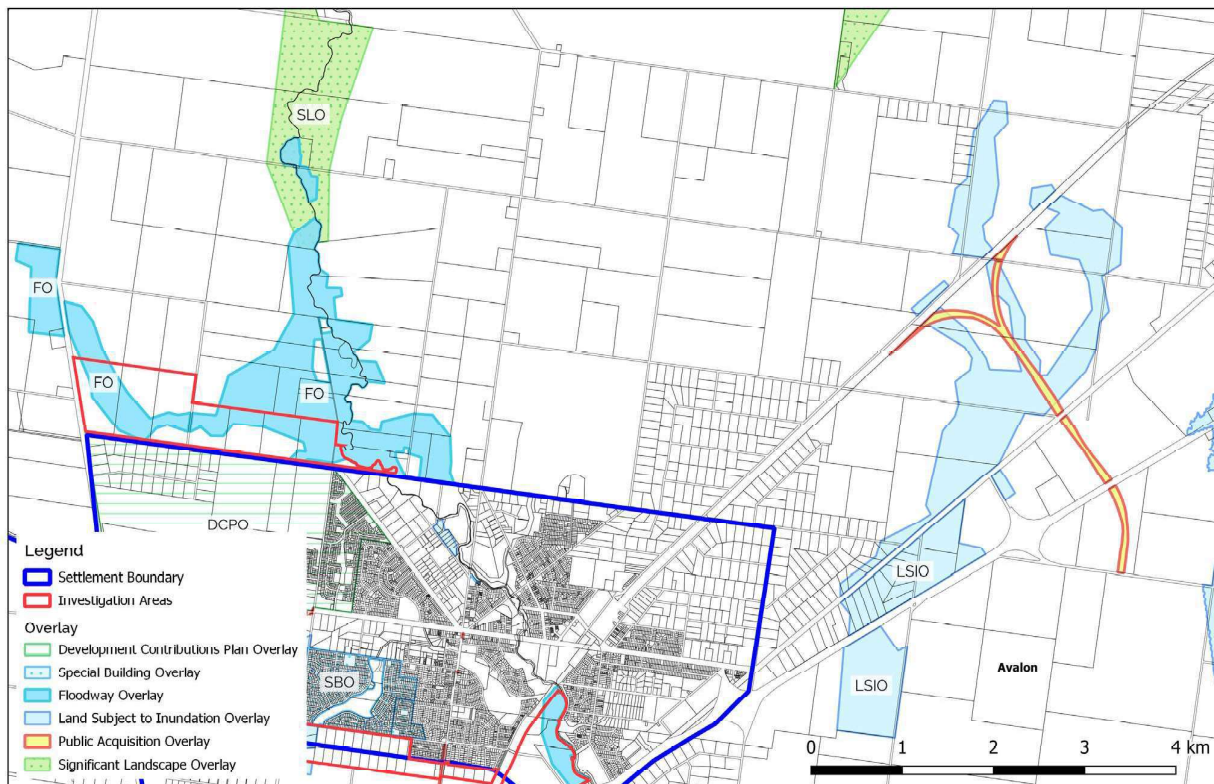 SLO
FO
FO
FO
DCPO
Legend
Settlement Boundary
Investigation Areas
Overlay
Development Contributions Plan Overlay
Special Building Overlay
Floodway Overlay
Land Subject to Inundation Overlay
Public Acquisition Overlay
Significant Landscape Overlay
SBO
LSIO
LSIO
Avalon
0 1 2 3 4 km